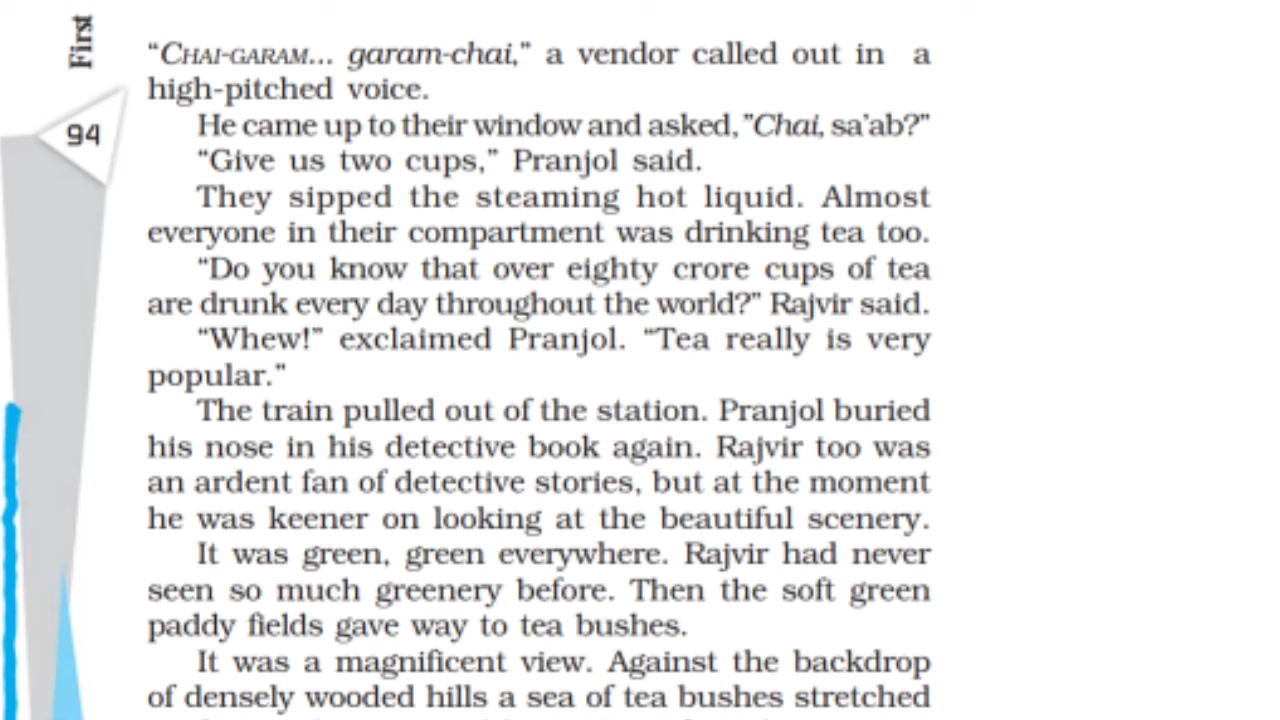 First
94
“CHAI-GARAM... garam-chai,” a vendor called out in a
high-pitched voice.
He came up to their window and asked, ”Chai, sa’ab?”
“Give us two cups,” Pranjol said.
They sipped the steaming hot liquid. Almost
everyone in their compartment was drinking tea too.
“Do you know that over eighty crore cups of tea
are drunk every day throughout the world?” Rajvir said.
“Whew!” exclaimed Pranjol. “Tea really is very
popular.”
The train pulled out of the station. Pranjol buried
his nose in his detective book again. Rajvir too was
an ardent fan of detective stories, but at the moment
he was keener on looking at the beautiful scenery.
It was green, green everywhere. Rajvir had never
seen so much greenery before. Then the soft green
paddy fields gave way to tea bushes.
It was a magnificent view. Against the backdrop
of densely wooded hills a sea of tea bushes stretched